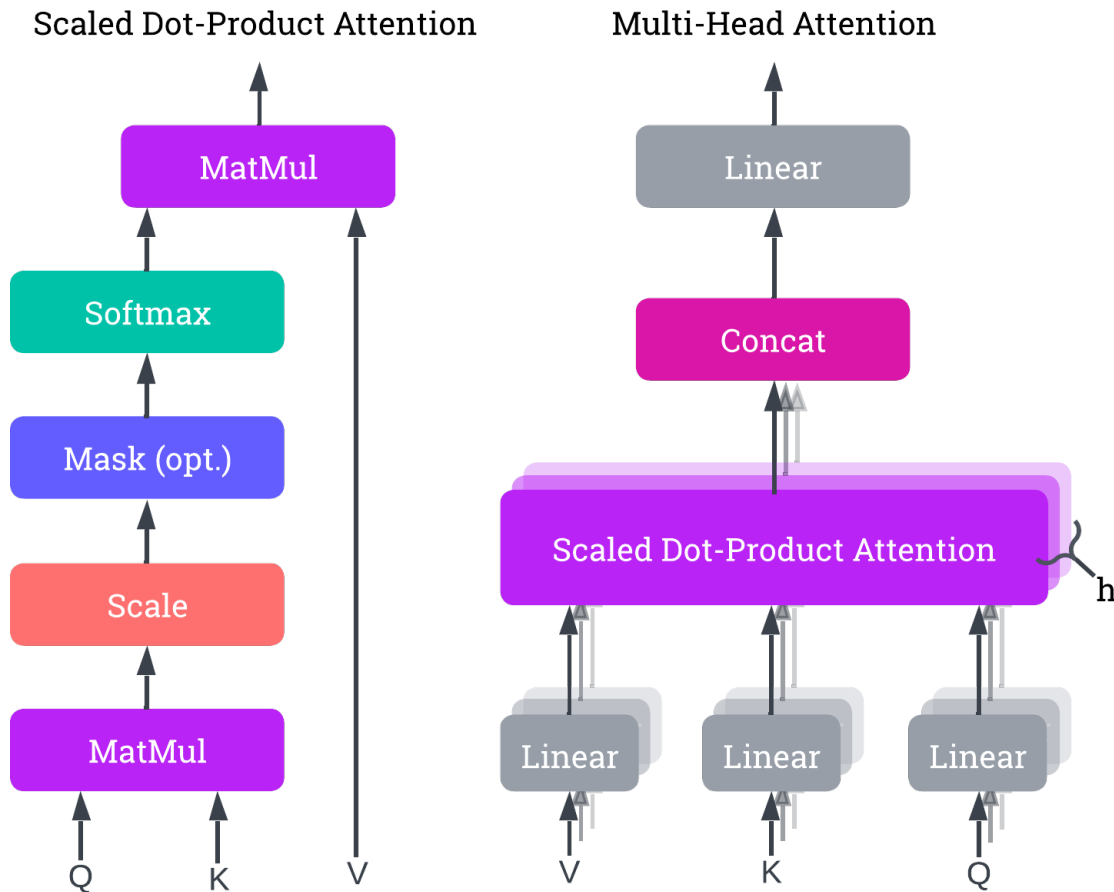 Scaled Dot-Product Attention
MatMul
Softmax
Mask (opt.)
Scale
MatMul
Q K V
Multi-Head Attention
Linear
Concat
Scaled Dot-Product Attention
h
Linear Linear Linear
V K Q